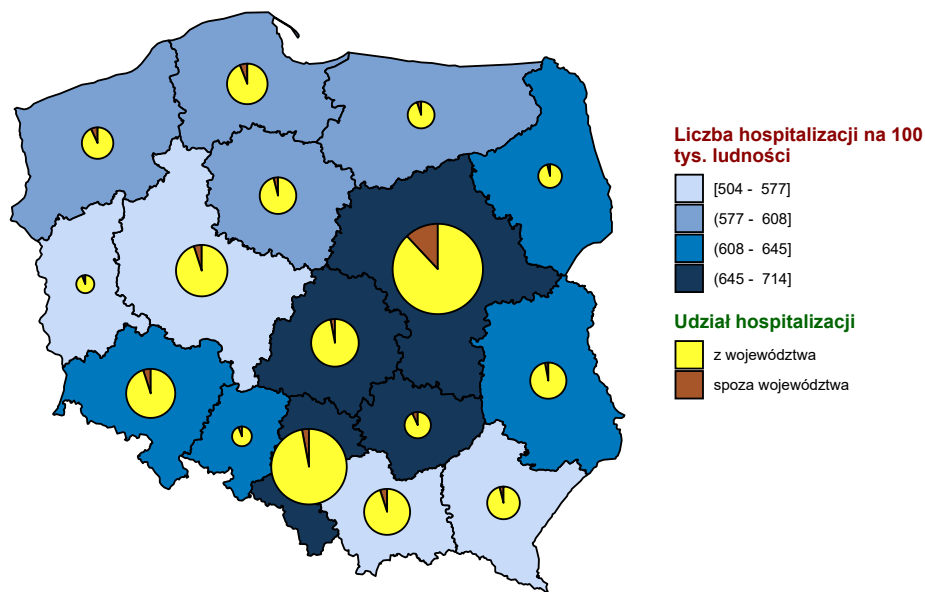 Liczba hospitalizacji na 100
tys. ludności
[504 - 577]
(577 - 608]
(608 - 645]
(645 - 714]
Udział hospitalizacji
z województwa
spoza województwa